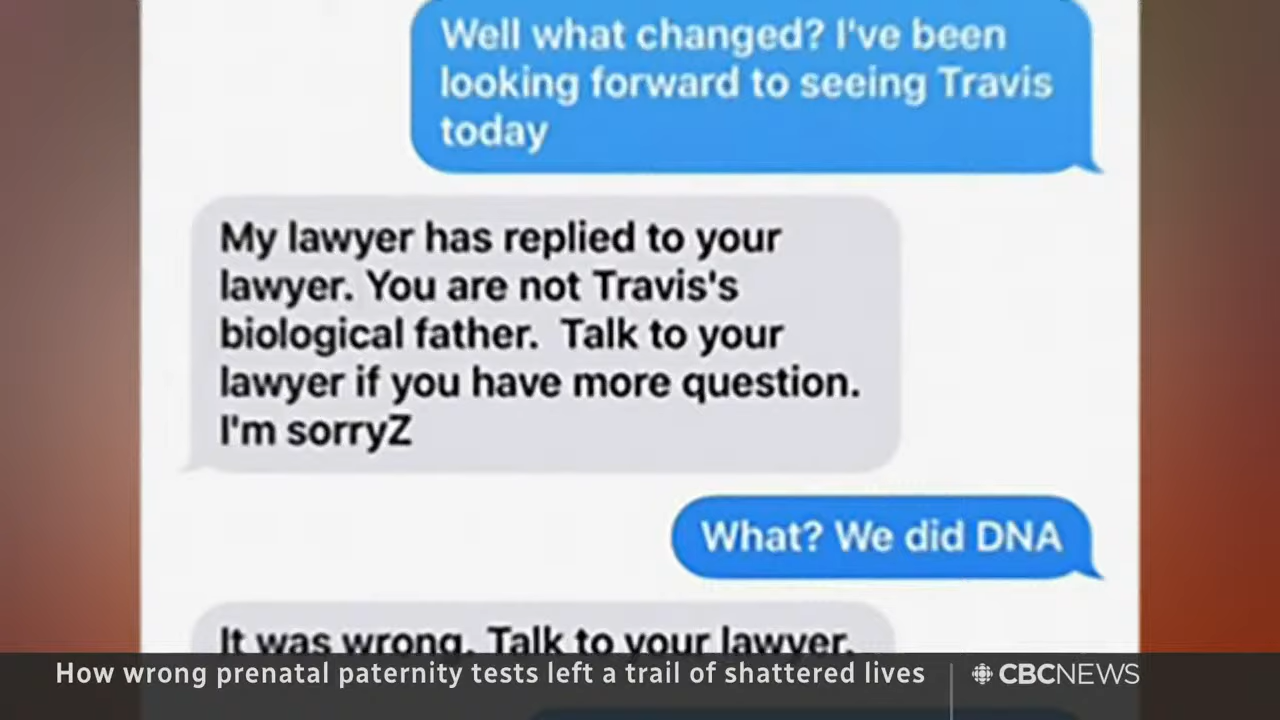 Well what changed? I've been
looking forward to seeing Travis
today
My lawyer has replied to your
lawyer. You are not Travis's
biological father.  Talk to your
lawyer if you have more question.
I'm sorryZ
What? We did DNA
It was wrong. Talk to your lawyer.
How wrong prenatal paternity tests left a trail of shattered lives
CBCNEWS